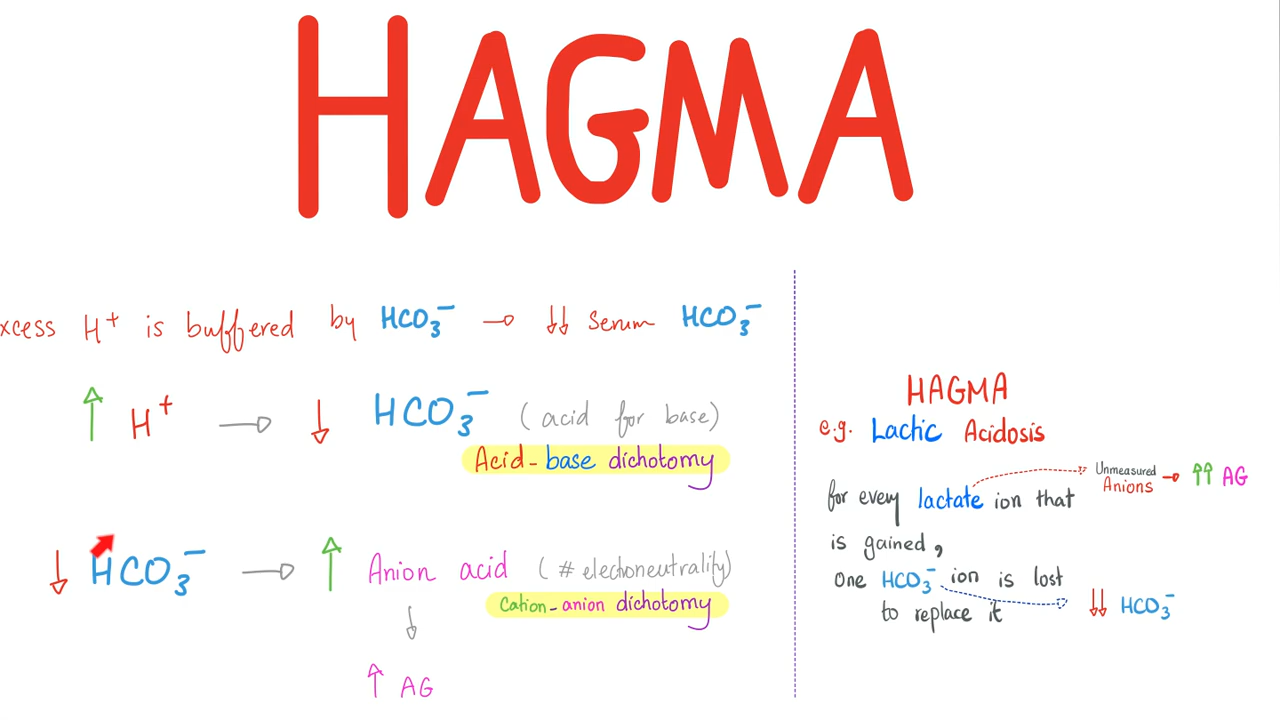 HAGMA
xcess H⁺ is buffered by HCO₃⁻ → ↓↓ serum HCO₃⁻
↑ H⁺ → ↓ HCO₃⁻ (acid for base)
Acid-base dichotomy
↓ HCO₃⁻ → ↑ Anion acid (# electoneutrality)
Cation-anion dichotomy
↓
↑ AG
HAGMA
e.g. Lactic Acidosis
Unmeasured
Anions → ↑↑ AG
for every lactate ion that
is gained,
one HCO₃⁻ ion is lost
to replace it
↓↓ HCO₃⁻